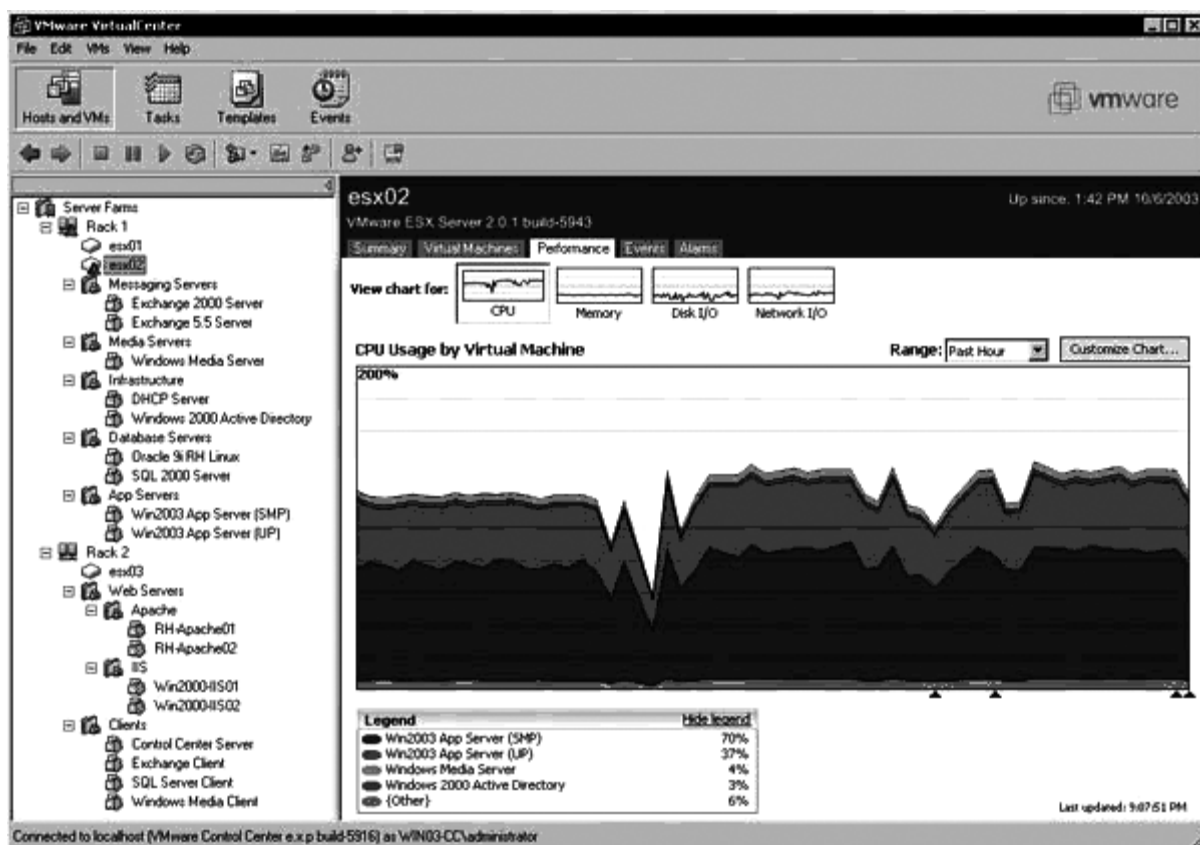 VMware VirtualCenter
File Edit VMs View Help
Hosts and VMs Tasks Templates Events
vmware
Server Farms
Rack 1
esx01
esx02
Messaging Servers
Exchange 2000 Server
Exchange 5.5 Server
Media Servers
Windows Media Server
Infrastructure
DHCP Server
Windows 2000 Active Directory
Database Servers
Oracle 9i RH Linux
SQL 2000 Server
App Servers
Win2003 App Server (SMP)
Win2003 App Server (UP)
Rack 2
esx03
Web Servers
Apache
RH-Apache01
RH-Apache02
IIS
Win2000-IIS01
Win2000-IIS02
Clients
Control Center Server
Exchange Client
SQL Server Client
Windows Media Client
esx02
Up since: 1:42 PM 10/6/2003
VMware ESX Server 2.0.1 build-5943
Summary Virtual Machines Performance Events Alarms
View chart for:
CPU Memory Disk I/O Network I/O
CPU Usage by Virtual Machine Range: Past Hour Customize Chart...
200%
Legend Hide legend
Win2003 App Server (SMP) 70%
Win2003 App Server (UP) 37%
Windows Media Server 4%
Windows 2000 Active Directory 3%
{Other} 6%
Last updated: 9:07:51 PM
Connected to localhost (VMware Control Center e.x.p build-5916) as WIN03-CC\administrator